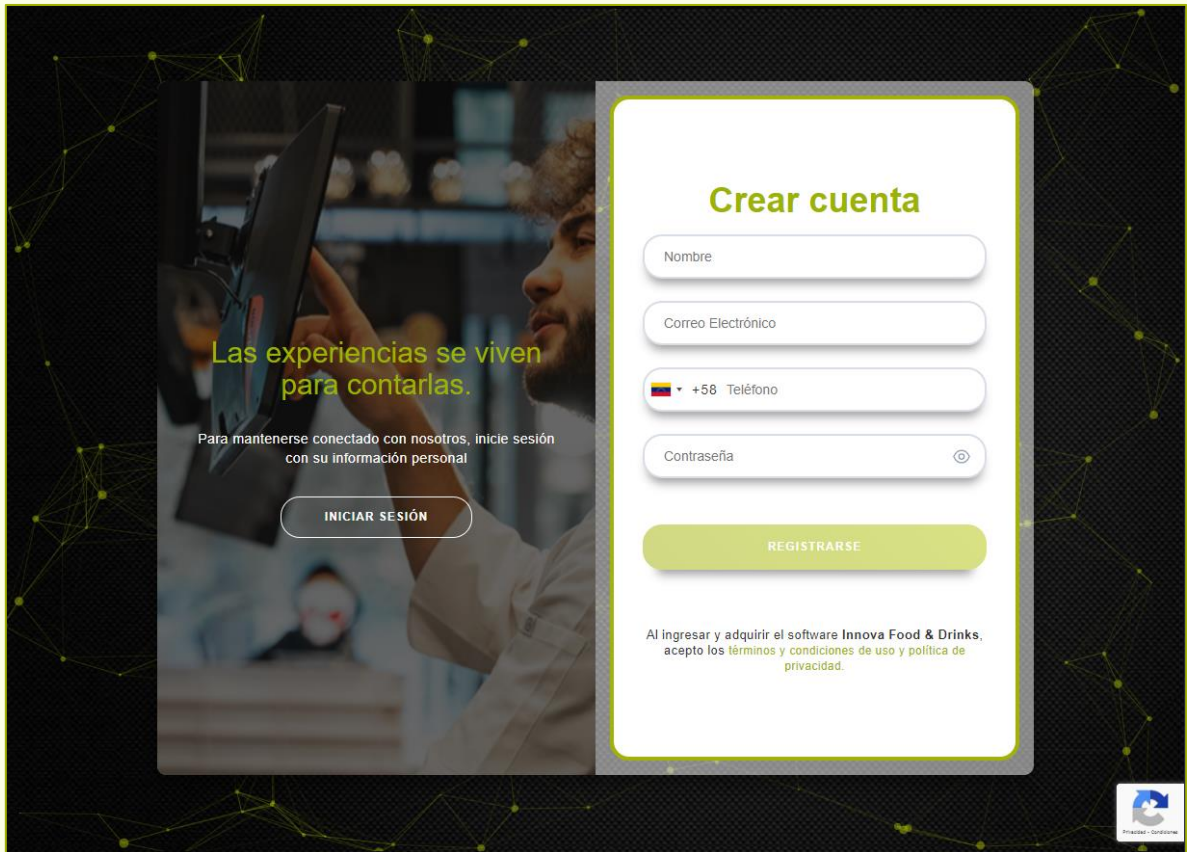 Las experiencias se viven
para contarlas.
Para mantenerse conectado con nosotros, inicie sesión
con su información personal
INICIAR SESIÓN
Crear cuenta
Nombre
Correo Electrónico
+58 Teléfono
Contraseña
REGISTRARSE
Al ingresar y adquirir el software Innova Food & Drinks,
acepto los términos y condiciones de uso y política de
privacidad.
Privacidad - Condiciones